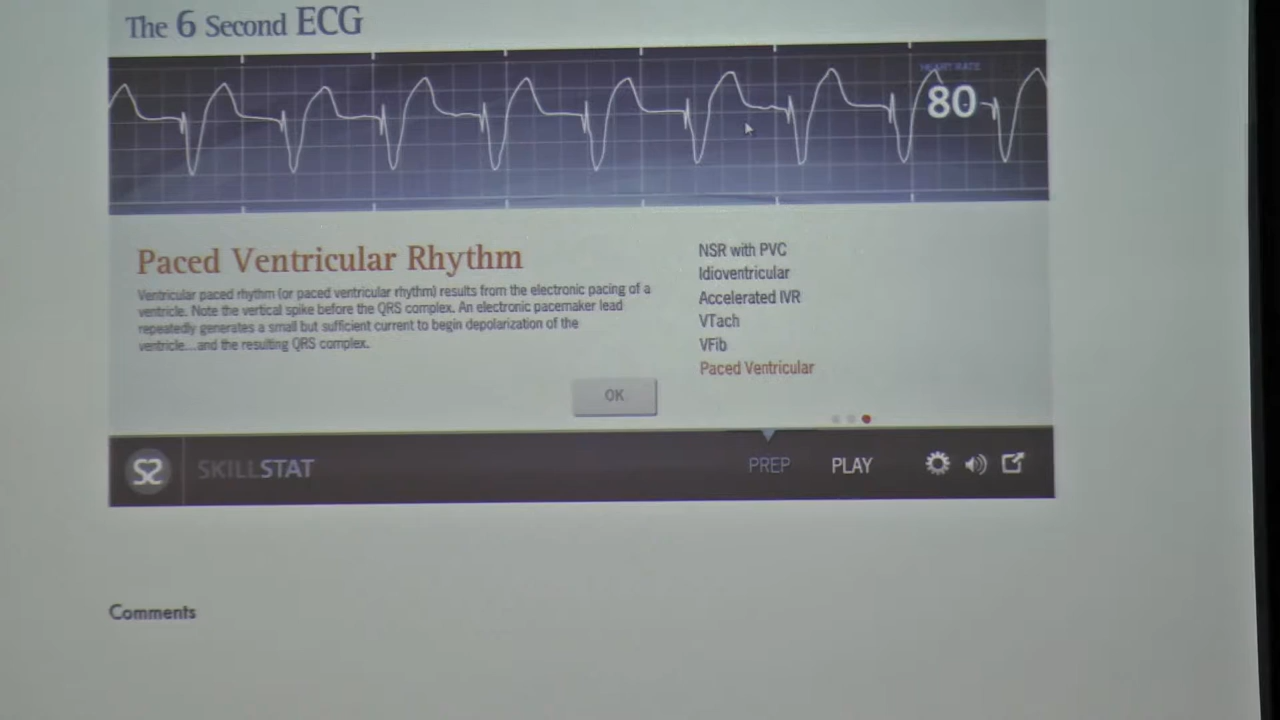 The 6 Second ECG
HEART RATE
80
Paced Ventricular Rhythm
Ventricular paced rhythm (or paced ventricular rhythm) results from the electronic pacing of a
ventricle. Note the vertical spike before the QRS complex. An electronic pacemaker lead
repeatedly generates a small but sufficient current to begin depolarization of the
ventricle...and the resulting QRS complex.
OK
NSR with PVC
Idioventricular
Accelerated IVR
VTach
VFib
Paced Ventricular
S2 SKILLSTAT
PREP PLAY
Comments